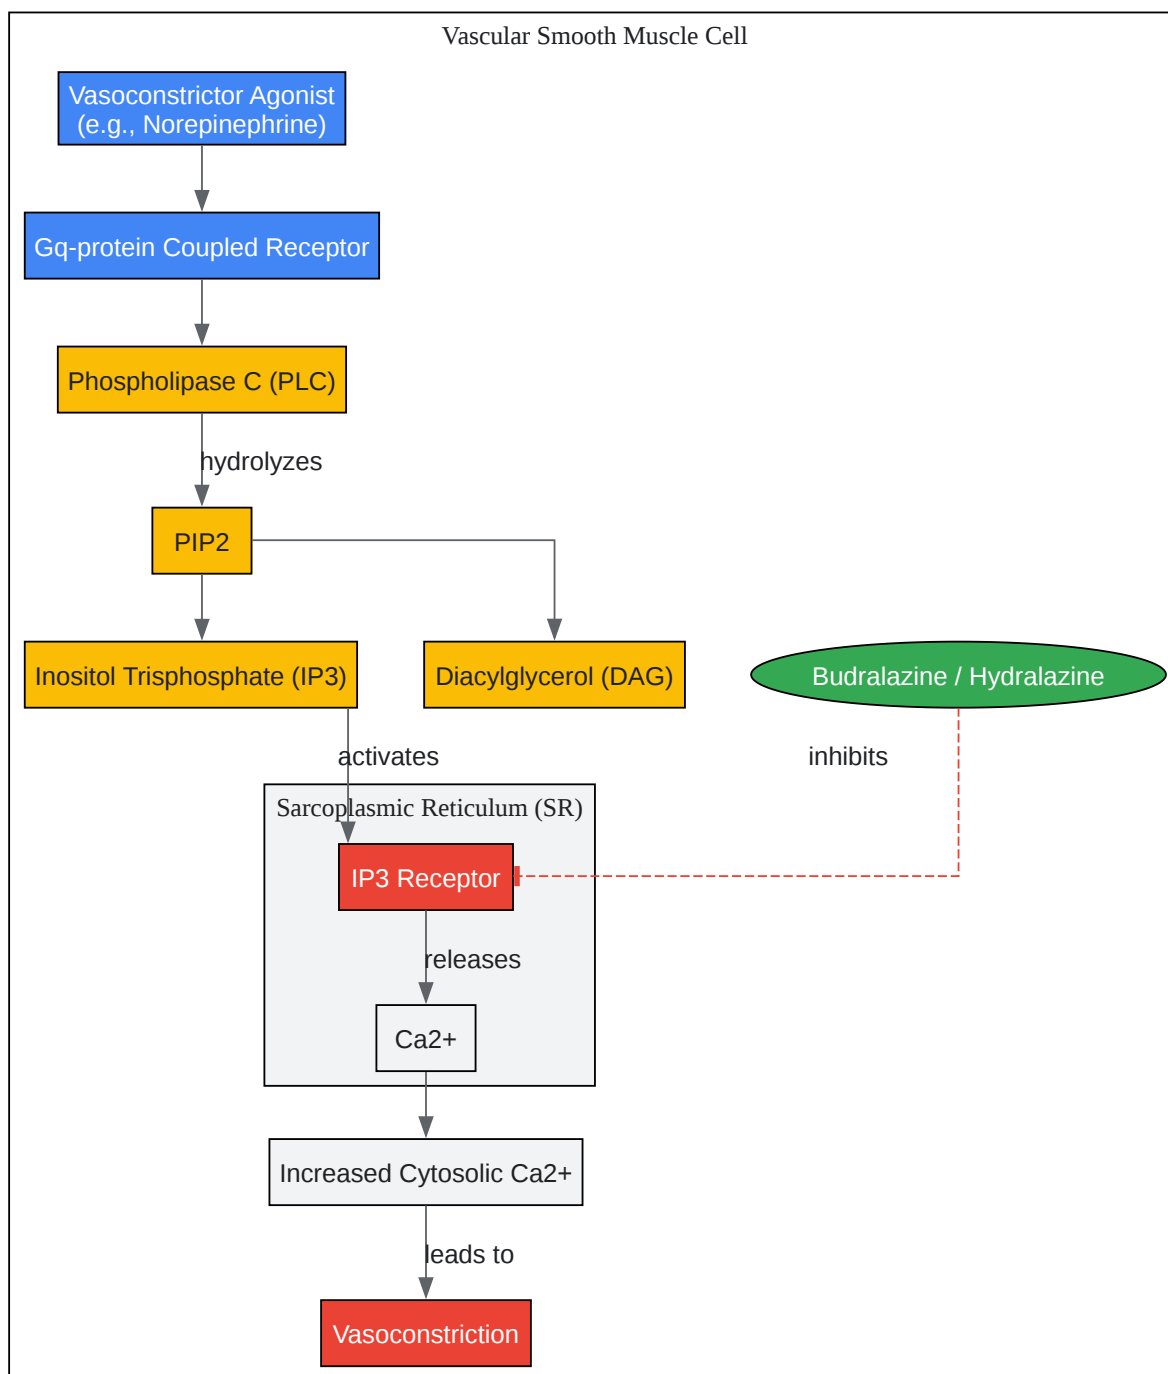 Vascular Smooth Muscle Cell
Vasoconstrictor Agonist
(e.g., Norepinephrine)
Gq-protein Coupled Receptor
Phospholipase C (PLC)
hydrolyzes
PIP2
Inositol Trisphosphate (IP3)
Diacylglycerol (DAG)
Budralazine / Hydralazine
activates
inhibits
Sarcoplasmic Reticulum (SR)
IP3 Receptor
releases
Ca2+
Increased Cytosolic Ca2+
leads to
Vasoconstriction